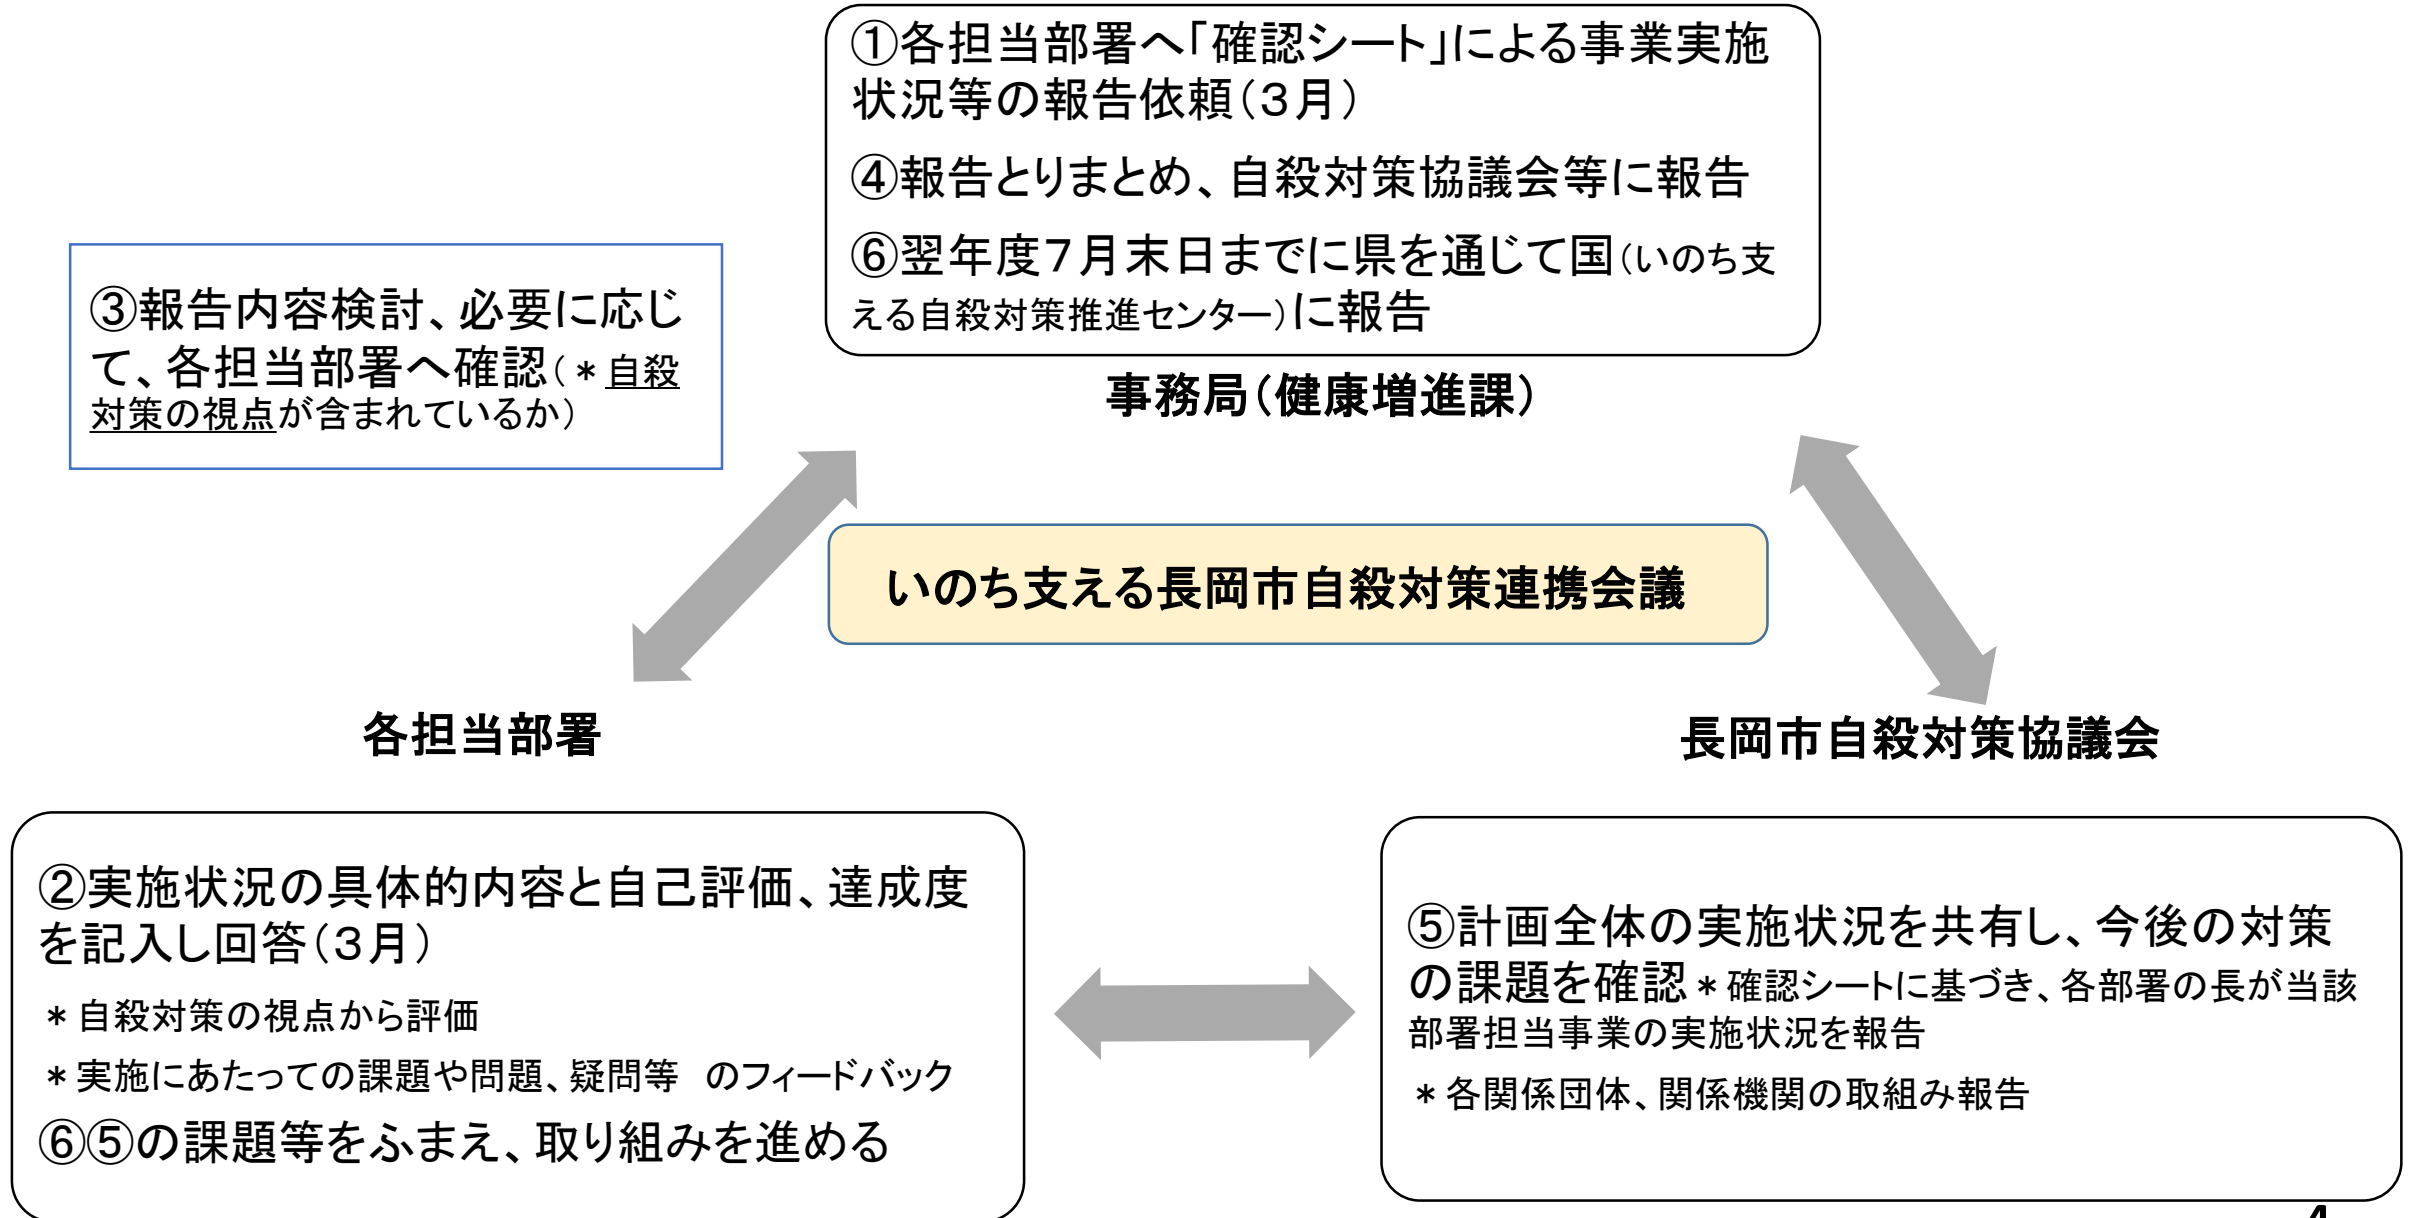 ①各担当部署へ「確認シート」による事業実施
状況等の報告依頼（３月）
④報告とりまとめ、自殺対策協議会等に報告
⑥翌年度７月末日までに県を通じて国（いのち支
える自殺対策推進センター）に報告
事務局（健康増進課）
③報告内容検討、必要に応じ
て、各担当部署へ確認（＊自殺
対策の視点が含まれているか）
いのち支える長岡市自殺対策連携会議
各担当部署
②実施状況の具体的内容と自己評価、達成度
を記入し回答（３月）
＊自殺対策の視点から評価
＊実施にあたっての課題や問題、疑問等　のフィードバック
⑥⑤の課題等をふまえ、取り組みを進める
長岡市自殺対策協議会
⑤計画全体の実施状況を共有し、今後の対策
の課題を確認＊確認シートに基づき、各部署の長が当該
部署担当事業の実施状況を報告
＊各関係団体、関係機関の取組み報告